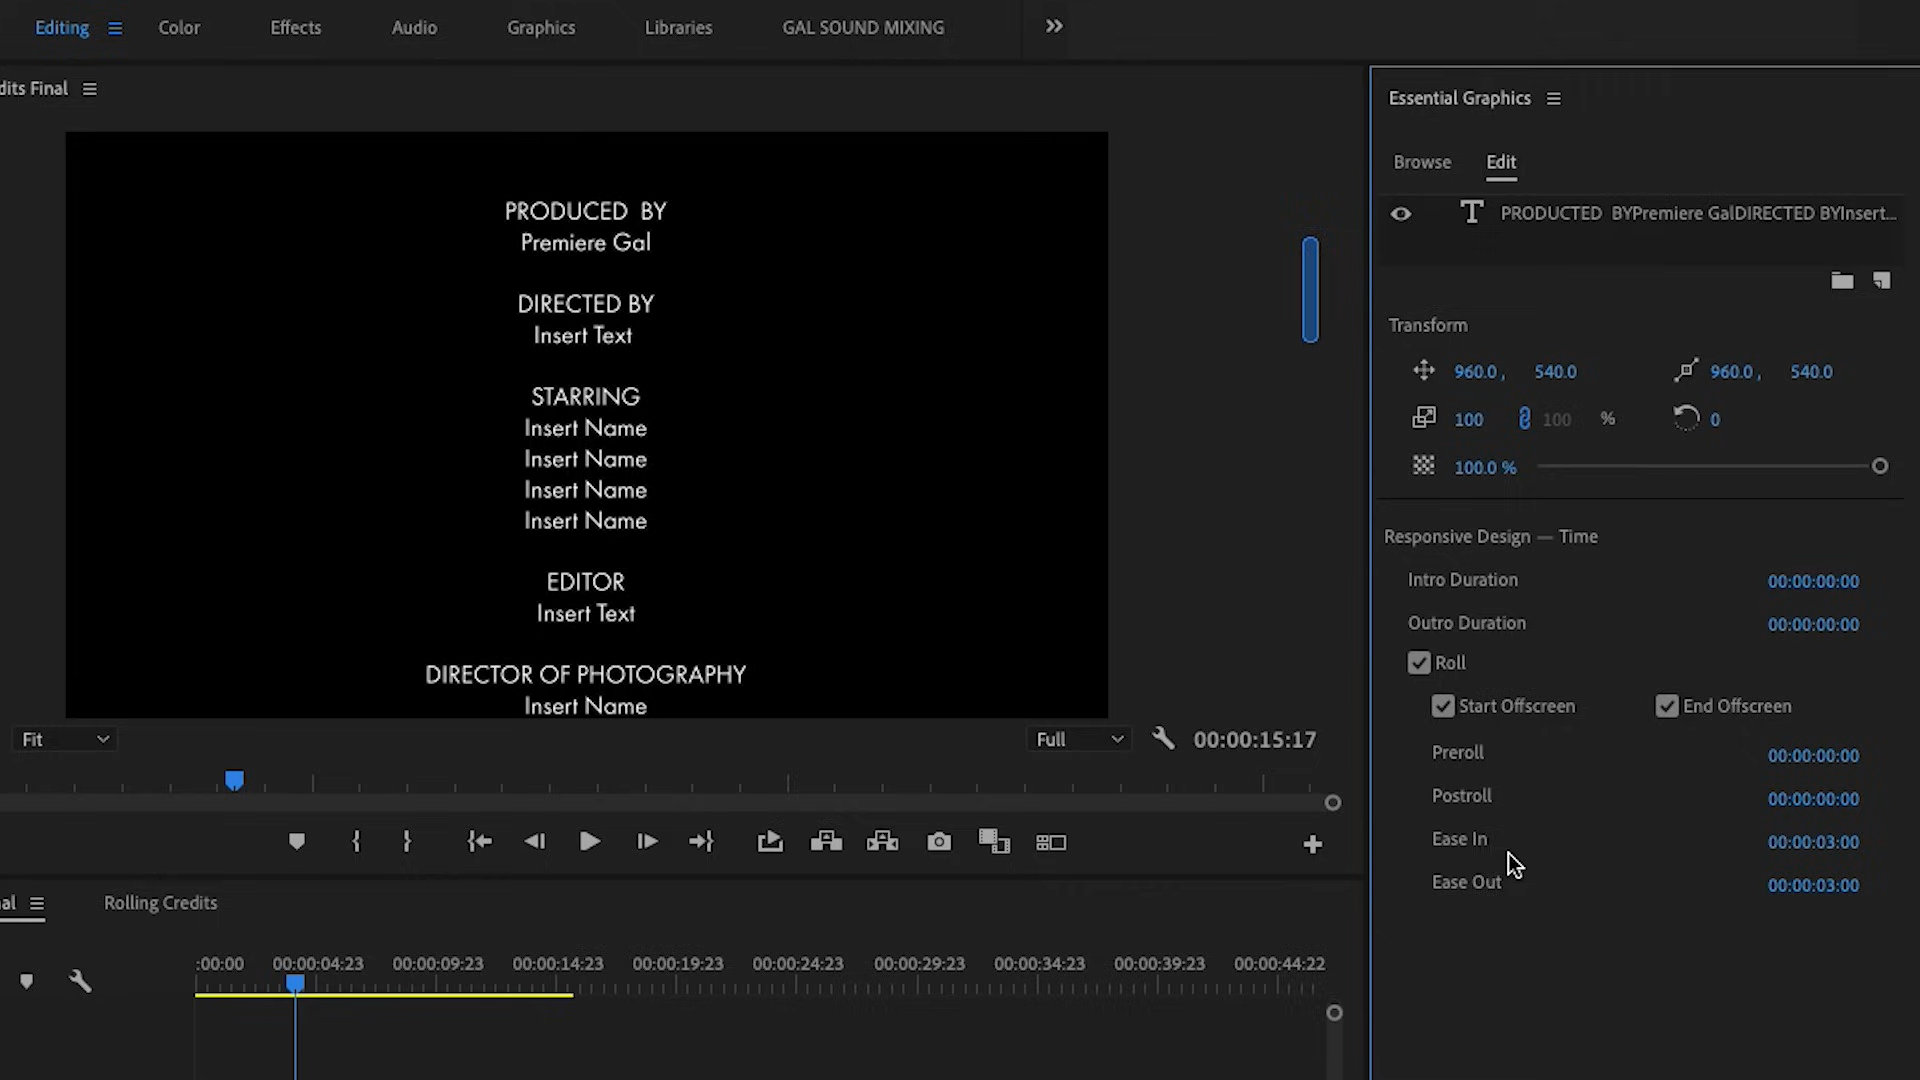 Editing Color Effects Audio Graphics Libraries GAL SOUND MIXING
dits Final
PRODUCED BY
Premiere Gal
DIRECTED BY
Insert Text
STARRING
Insert Name
Insert Name
Insert Name
Insert Name
EDITOR
Insert Text
DIRECTOR OF PHOTOGRAPHY
Insert Name
Fit
Full
00:00:15:17
Essential Graphics
Browse Edit
PRODUCTED BYPremiere GalDIRECTED BYInsert...
Transform
960.0 , 540.0 960.0 , 540.0
100 100 % 0
100.0 %
Responsive Design — Time
Intro Duration 00:00:00:00
Outro Duration 00:00:00:00
Roll
Start Offscreen End Offscreen
Preroll 00:00:00:00
Postroll 00:00:00:00
Ease In 00:00:03:00
Ease Out 00:00:03:00
al Rolling Credits
:00:00 00:00:04:23 00:00:09:23 00:00:14:23 00:00:19:23 00:00:24:23 00:00:29:23 00:00:34:23 00:00:39:23 00:00:44:22